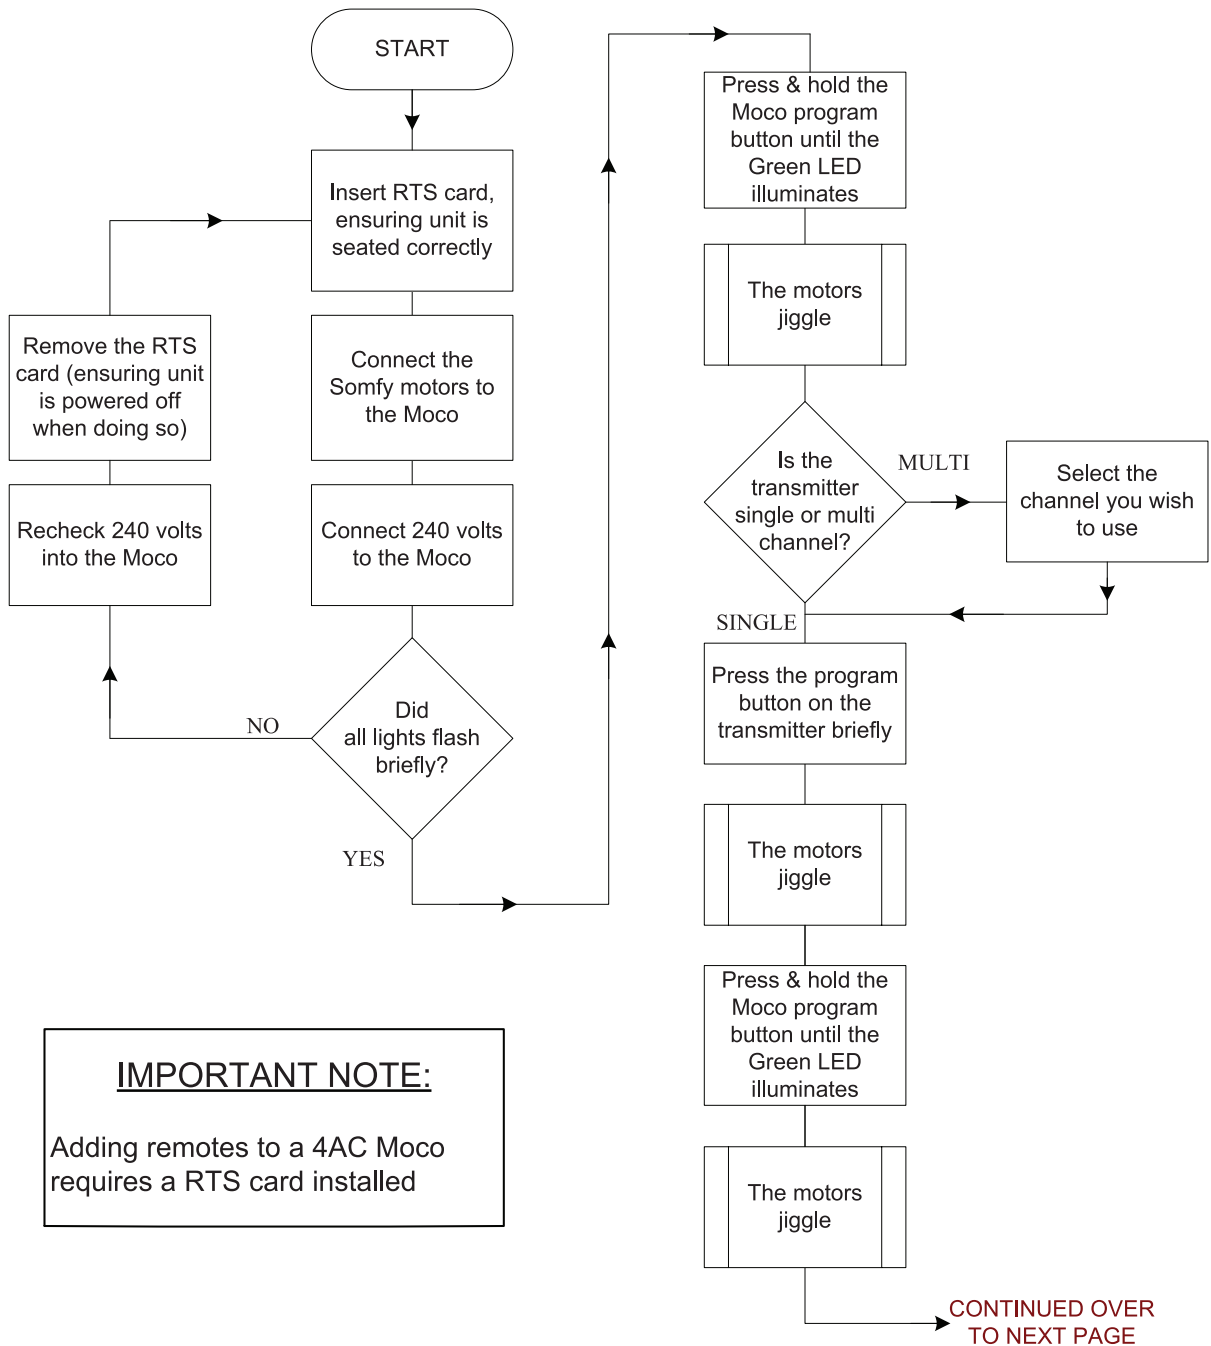 START
Insert RTS card,
ensuring unit is
seated correctly
Remove the RTS
card (ensuring unit
is powered off
when doing so)
Connect the
Somfy motors to
the Moco
Recheck 240 volts
into the Moco
Connect 240 volts
to the Moco
NO
Did
all lights flash
briefly?
YES
Press & hold the
Moco program
button until the
Green LED
illuminates
The motors
jiggle
Is the
transmitter
single or multi
channel?
MULTI
Select the
channel you wish
to use
SINGLE
Press the program
button on the
transmitter briefly
The motors
jiggle
Press & hold the
Moco program
button until the
Green LED
illuminates
The motors
jiggle
CONTINUED OVER
TO NEXT PAGE
IMPORTANT NOTE:
Adding remotes to a 4AC Moco
requires a RTS card installed